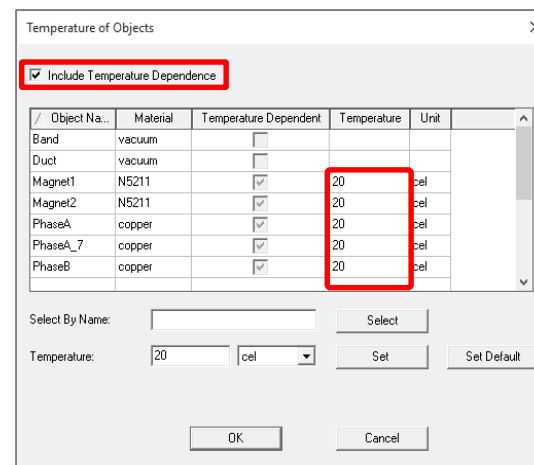 Temperature of Objects
Include Temperature Dependence
/ Object Na... Material Temperature Dependent Temperature Unit
Band vacuum
Duct vacuum
Magnet1 N5211 20 cel
Magnet2 N5211 20 cel
PhaseA copper 20 cel
PhaseA_7 copper 20 cel
PhaseB copper 20 cel
Select By Name: Select
Temperature: 20 cel Set Set Default
OK Cancel